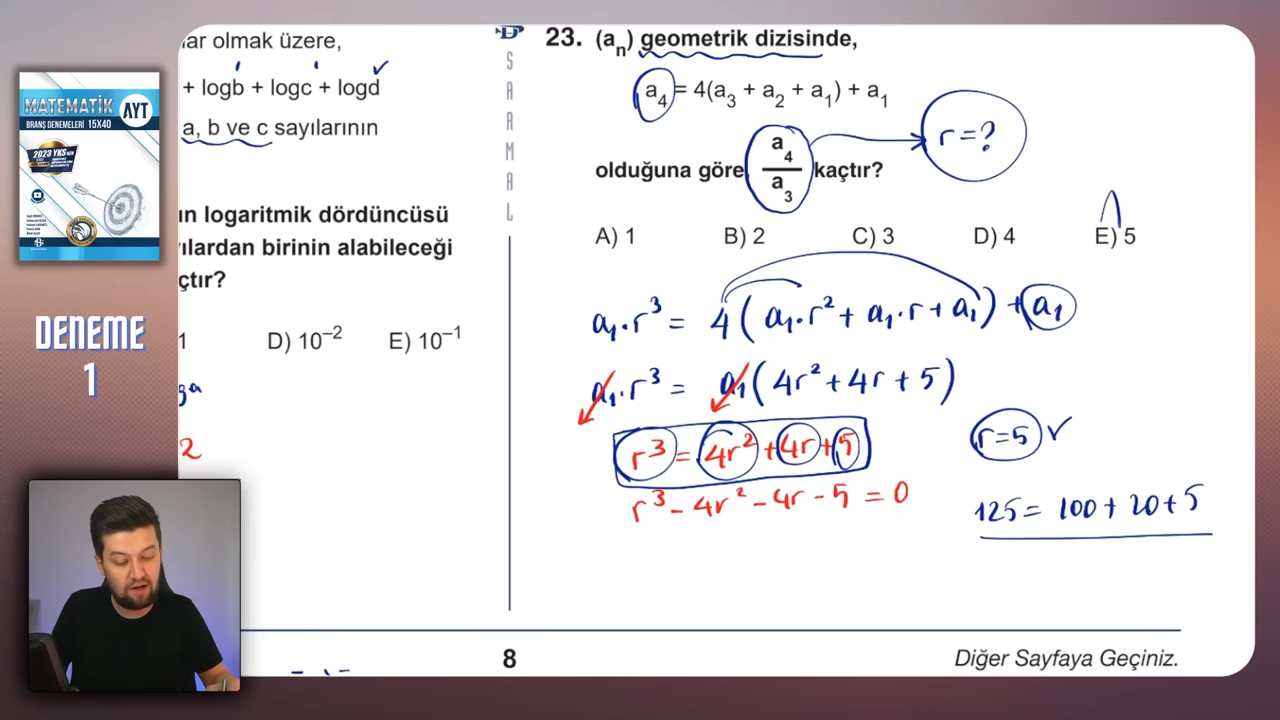 MATEMATİK
AYT
BRANŞ DENEMELERİ 15X40
2023 YKS'NİN
DENEME
1
lar olmak üzere,
+ logb + logc + logd
a, b ve c sayılarının
ın logaritmik dördüncüsü
yılardan birinin alabileceği
çtır?
1 D) 10⁻² E) 10⁻¹
ga
2
S
A
R
M
A
L
23. (aₙ) geometrik dizisinde,
a₄ = 4(a₃ + a₂ + a₁) + a₁
olduğuna göre a₄/a₃ kaçtır?
r = ?
A) 1 B) 2 C) 3 D) 4 E) 5
a₁.r³ = 4(a₁.r² + a₁.r + a₁) + a₁
a₁.r³ = a₁(4r² + 4r + 5)
r³ = 4r² + 4r + 5
r³ - 4r² - 4r - 5 = 0
r = 5 ✓
125 = 100 + 20 + 5
8
Diğer Sayfaya Geçiniz.